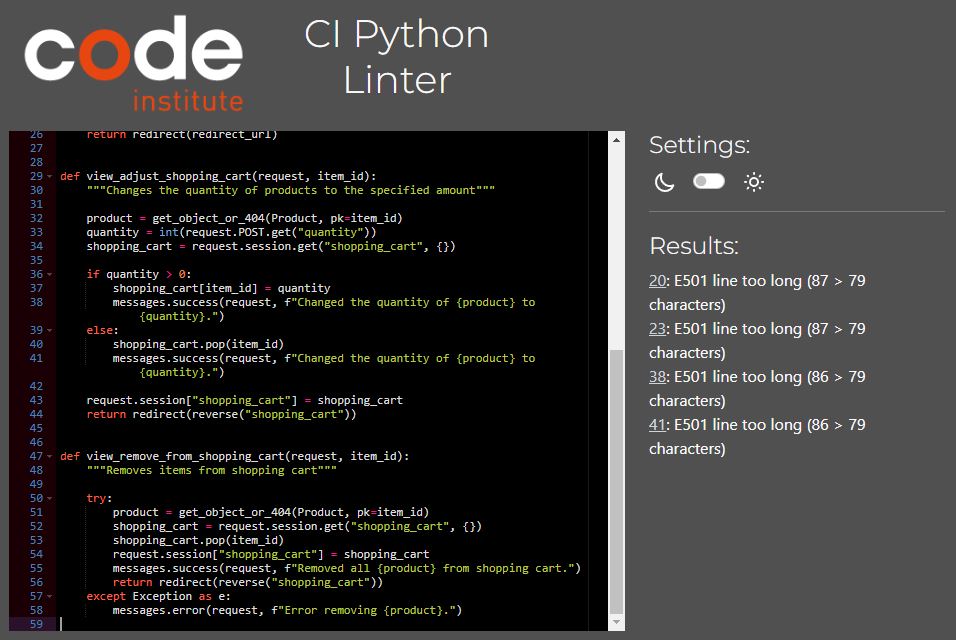 code
institute
CI Python
Linter
26 return redirect(redirect_url)
27
28
29 def view_adjust_shopping_cart(request, item_id):
30 """Changes the quantity of products to the specified amount"""
31
32 product = get_object_or_404(Product, pk=item_id)
33 quantity = int(request.POST.get("quantity"))
34 shopping_cart = request.session.get("shopping_cart", {})
35
36 if quantity > 0:
37 shopping_cart[item_id] = quantity
38 messages.success(request, f"Changed the quantity of {product} to
{quantity}.")
39 else:
40 shopping_cart.pop(item_id)
41 messages.success(request, f"Changed the quantity of {product} to
{quantity}.")
42
43 request.session["shopping_cart"] = shopping_cart
44 return redirect(reverse("shopping_cart"))
45
46
47 def view_remove_from_shopping_cart(request, item_id):
48 """Removes items from shopping cart"""
49
50 try:
51 product = get_object_or_404(Product, pk=item_id)
52 shopping_cart = request.session.get("shopping_cart", {})
53 shopping_cart.pop(item_id)
54 request.session["shopping_cart"] = shopping_cart
55 messages.success(request, f"Removed all {product} from shopping cart.")
56 return redirect(reverse("shopping_cart"))
57 except Exception as e:
58 messages.error(request, f"Error removing {product}.")
59
Settings:
Results:
20: E501 line too long (87 > 79
characters)
23: E501 line too long (87 > 79
characters)
38: E501 line too long (86 > 79
characters)
41: E501 line too long (86 > 79
characters)